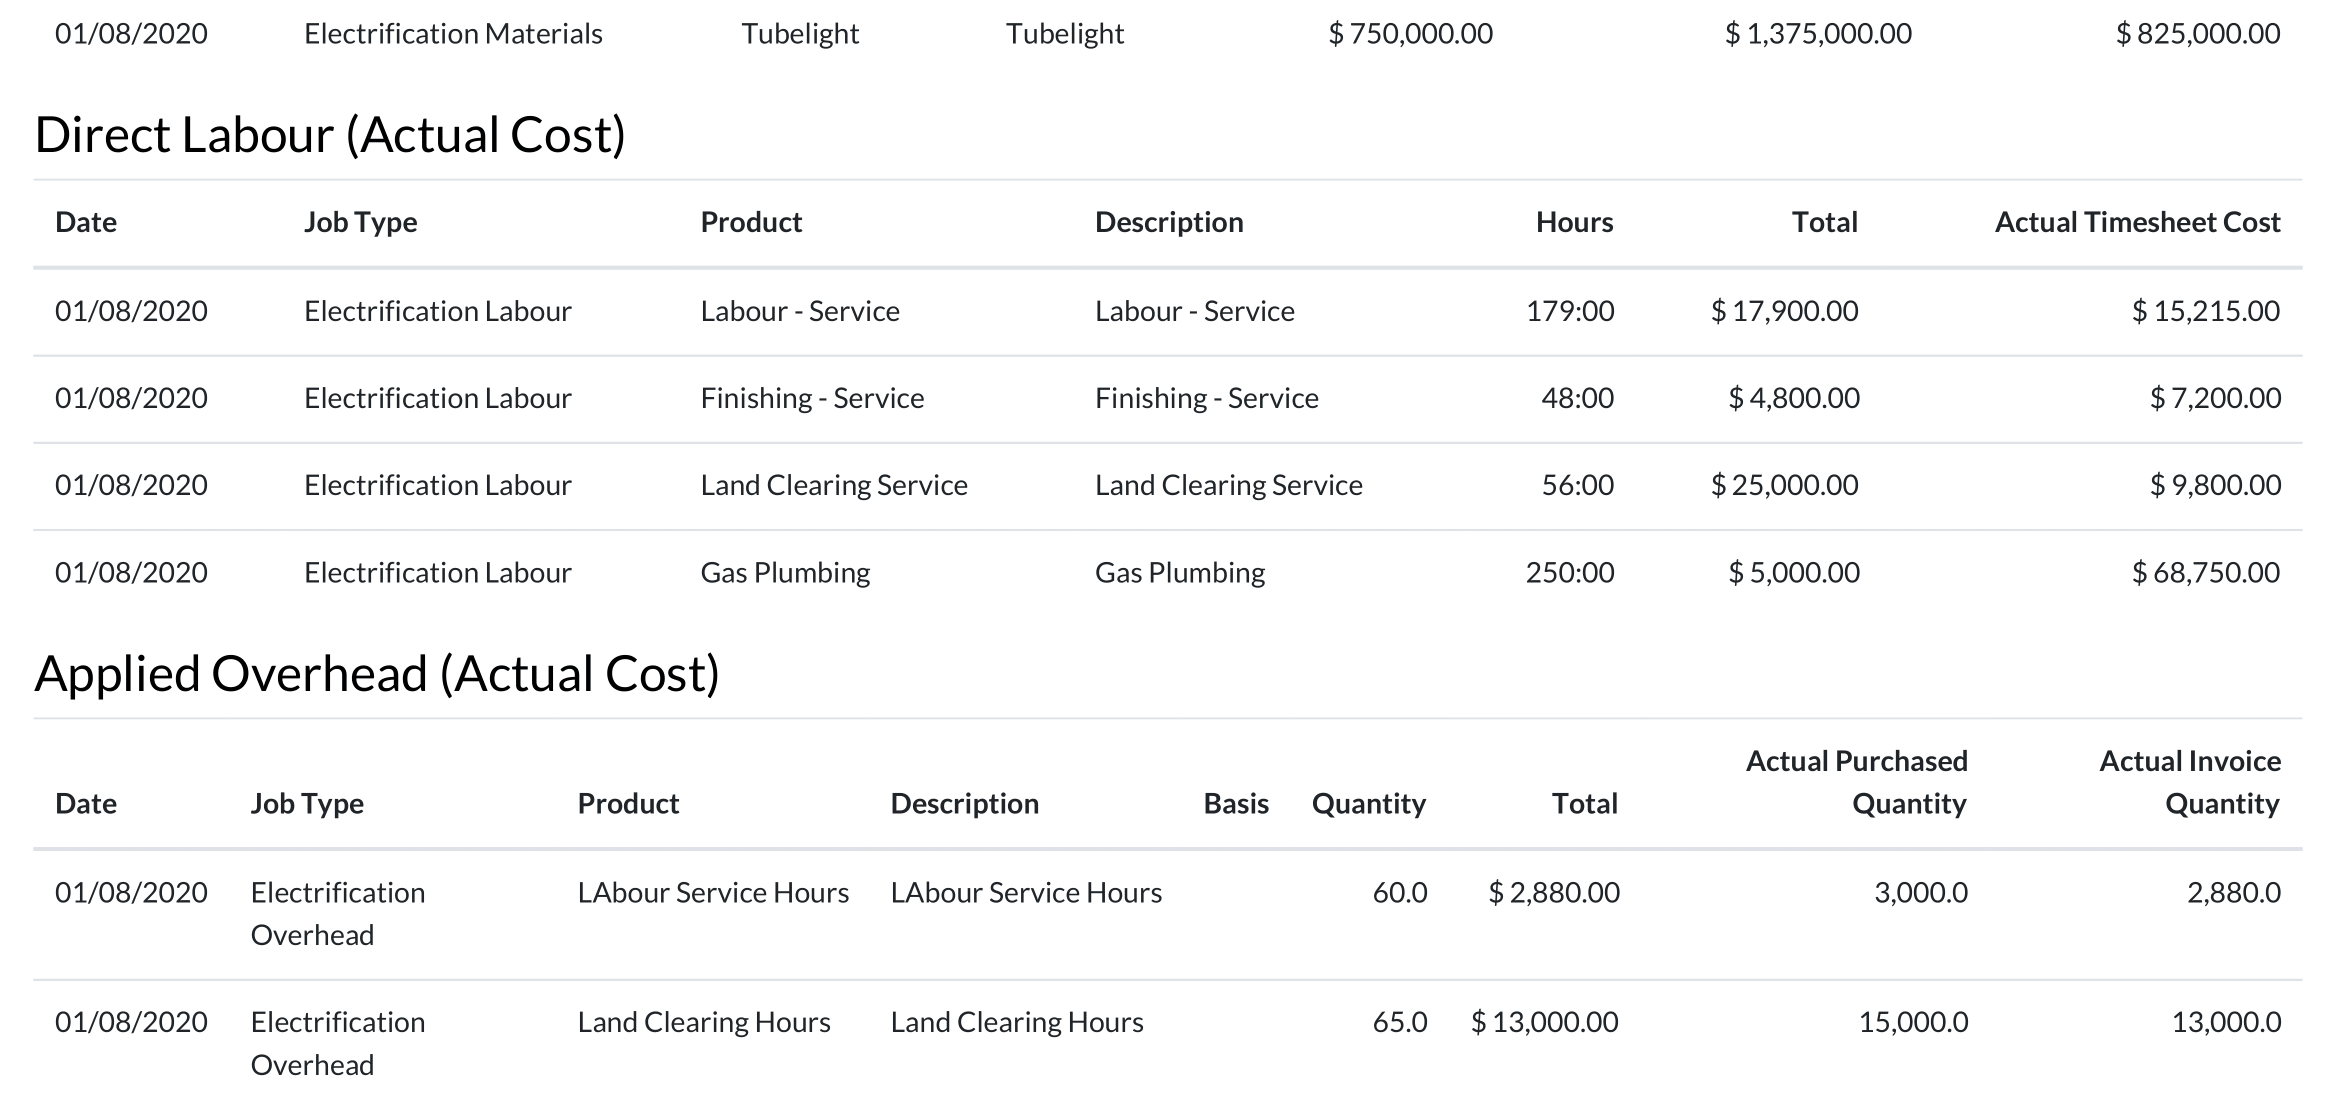 01/08/2020 Electrification Materials Tubelight Tubelight $ 750,000.00 $ 1,375,000.00 $ 825,000.00
Direct Labour (Actual Cost)
Date Job Type Product Description Hours Total Actual Timesheet Cost
01/08/2020 Electrification Labour Labour - Service Labour - Service 179:00 $ 17,900.00 $ 15,215.00
01/08/2020 Electrification Labour Finishing - Service Finishing - Service 48:00 $ 4,800.00 $ 7,200.00
01/08/2020 Electrification Labour Land Clearing Service Land Clearing Service 56:00 $ 25,000.00 $ 9,800.00
01/08/2020 Electrification Labour Gas Plumbing Gas Plumbing 250:00 $ 5,000.00 $ 68,750.00
Applied Overhead (Actual Cost)
Actual Purchased Actual Invoice
Date Job Type Product Description Basis Quantity Total Quantity Quantity
01/08/2020 Electrification LAbour Service Hours LAbour Service Hours 60.0 $ 2,880.00 3,000.0 2,880.0
Overhead
01/08/2020 Electrification Land Clearing Hours Land Clearing Hours 65.0 $ 13,000.00 15,000.0 13,000.0
Overhead